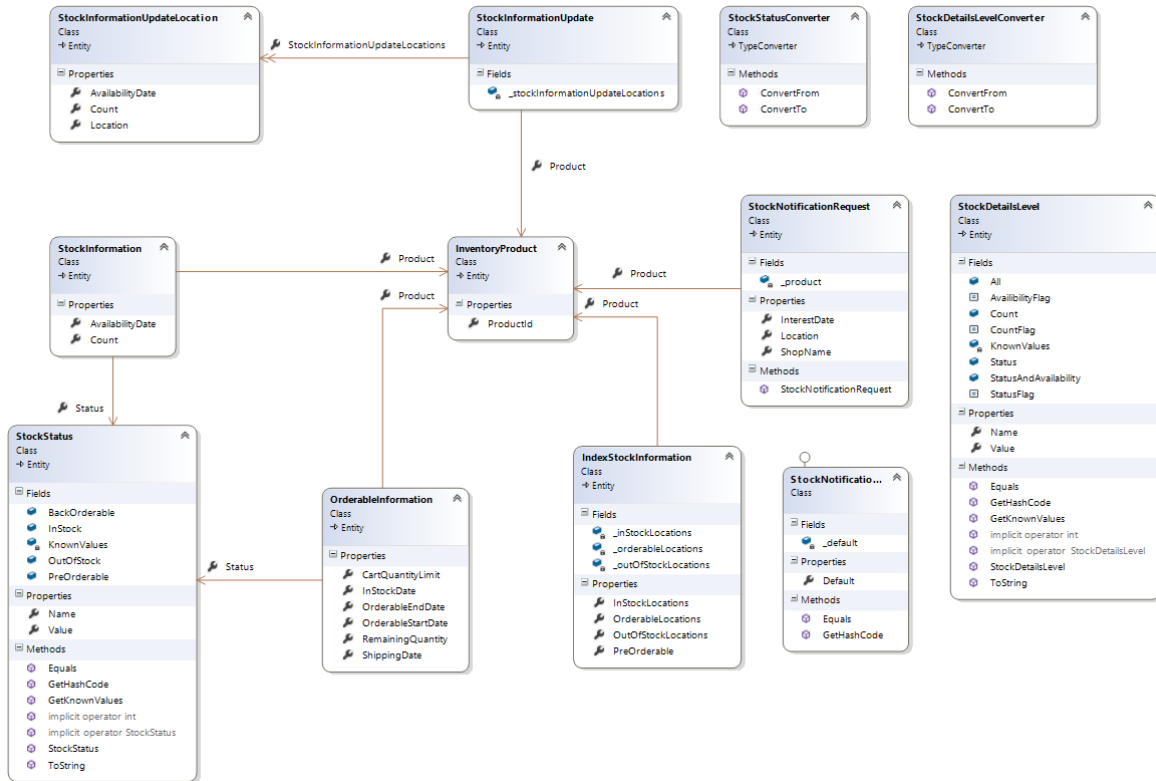 StockInformationUpdateLocation
Class
Entity
Properties
AvailabilityDate
Count
Location
StockInformationUpdateLocations
StockInformationUpdate
Class
Entity
Fields
_stockInformationUpdateLocations
StockStatusConverter
Class
TypeConverter
Methods
ConvertFrom
ConvertTo
StockDetailsLevelConverter
Class
TypeConverter
Methods
ConvertFrom
ConvertTo
Product
StockInformation
Class
Entity
Properties
AvailabilityDate
Count
Product
Product
InventoryProduct
Class
Entity
Properties
ProductId
Product
Product
StockNotificationRequest
Class
Entity
Fields
_product
Properties
InterestDate
Location
ShopName
Methods
StockNotificationRequest
StockDetailsLevel
Class
Entity
Fields
All
AvailibilityFlag
Count
CountFlag
KnownValues
Status
StatusAndAvailability
StatusFlag
Properties
Name
Value
Methods
Equals
GetHashCode
GetKnownValues
implicit operator int
implicit operator StockDetailsLevel
StockDetailsLevel
ToString
Status
StockStatus
Class
Entity
Fields
BackOrderable
InStock
KnownValues
OutOfStock
PreOrderable
Properties
Name
Value
Methods
Equals
GetHashCode
GetKnownValues
implicit operator int
implicit operator StockStatus
StockStatus
ToString
Status
OrderableInformation
Class
Entity
Properties
CartQuantityLimit
InStockDate
OrderableEndDate
OrderableStartDate
RemainingQuantity
ShippingDate
IndexStockInformation
Class
Entity
Fields
_inStockLocations
_orderableLocations
_outOfStockLocations
Properties
InStockLocations
OrderableLocations
OutOfStockLocations
PreOrderable
StockNotificatio...
Class
Fields
_default
Properties
Default
Methods
Equals
GetHashCode